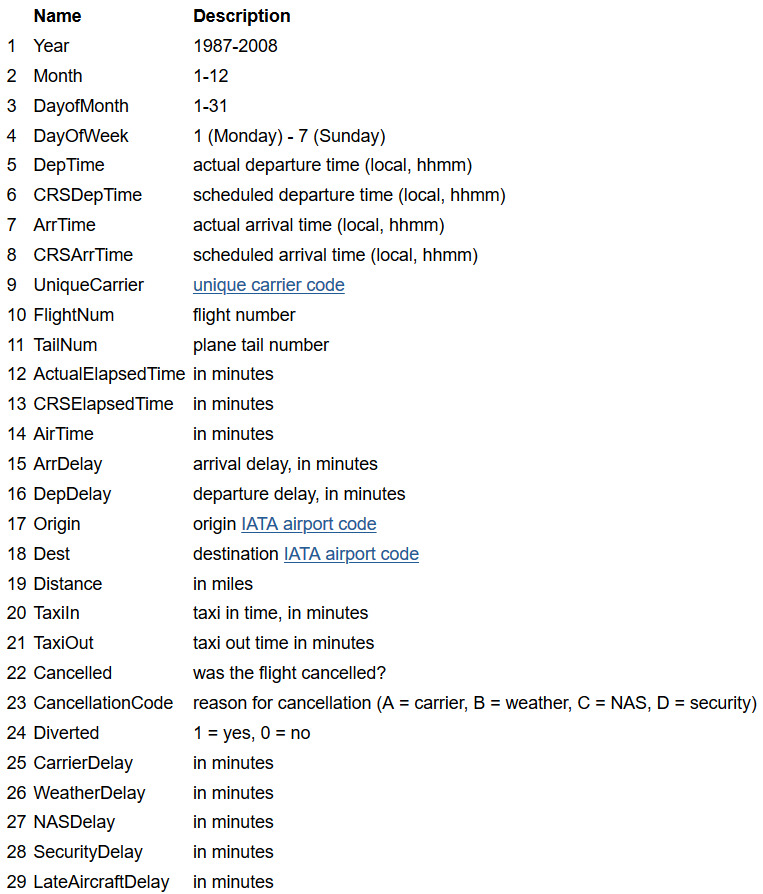 Name Description
1 Year 1987-2008
2 Month 1-12
3 DayofMonth 1-31
4 DayOfWeek 1 (Monday) - 7 (Sunday)
5 DepTime actual departure time (local, hhmm)
6 CRSDepTime scheduled departure time (local, hhmm)
7 ArrTime actual arrival time (local, hhmm)
8 CRSArrTime scheduled arrival time (local, hhmm)
9 UniqueCarrier unique carrier code
10 FlightNum flight number
11 TailNum plane tail number
12 ActualElapsedTime in minutes
13 CRSElapsedTime in minutes
14 AirTime in minutes
15 ArrDelay arrival delay, in minutes
16 DepDelay departure delay, in minutes
17 Origin origin IATA airport code
18 Dest destination IATA airport code
19 Distance in miles
20 TaxiIn taxi in time, in minutes
21 TaxiOut taxi out time in minutes
22 Cancelled was the flight cancelled?
23 CancellationCode reason for cancellation (A = carrier, B = weather, C = NAS, D = security)
24 Diverted 1 = yes, 0 = no
25 CarrierDelay in minutes
26 WeatherDelay in minutes
27 NASDelay in minutes
28 SecurityDelay in minutes
29 LateAircraftDelay in minutes